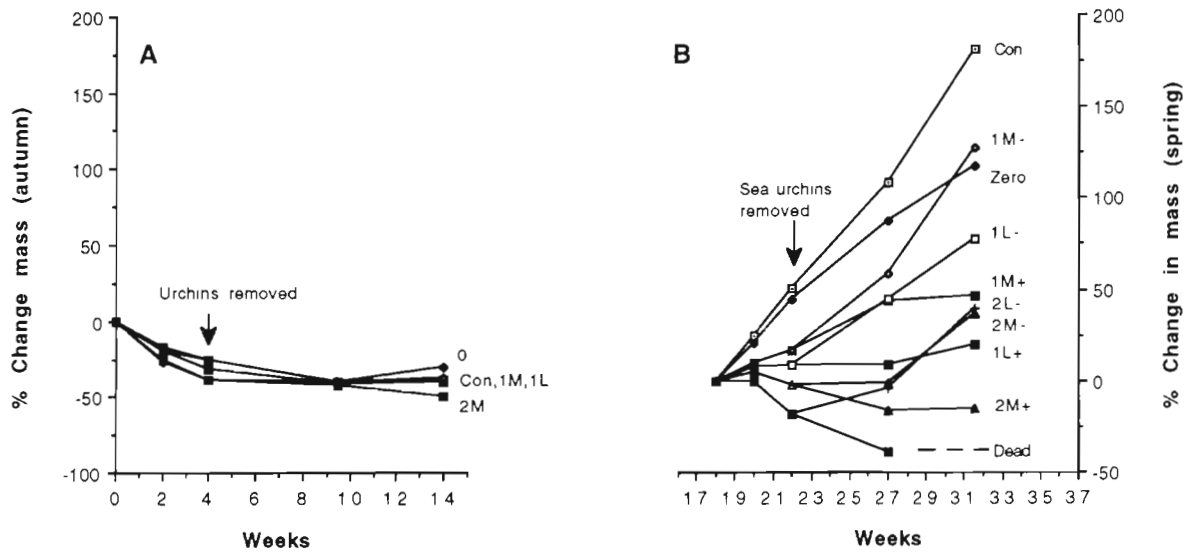 A
% Change mass (autumn)
200
150
100
50
0
-50
-100
Urchins removed
0
Con,1M,1L
2M
0 2 4 6 8 10 12 14
Weeks
B
Sea urchins
removed
Con
1M-
Zero
1L-
1M+
2L-
2M-
1L+
2M+
Dead
200
150
100
50
0
-50
% Change in mass (spring)
17 19 21 23 25 27 29 31 33 35 37
Weeks